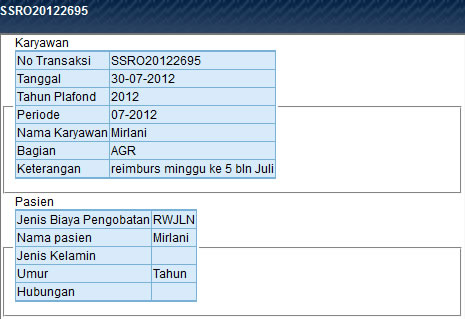 SSRO20122695
Karyawan
No Transaksi SSRO20122695
Tanggal 30-07-2012
Tahun Plafond 2012
Periode 07-2012
Nama Karyawan Mirlani
Bagian AGR
Keterangan reimburs minggu ke 5 bln Juli
Pasien
Jenis Biaya Pengobatan RWJLN
Nama pasien Mirlani
Jenis Kelamin
Umur Tahun
Hubungan